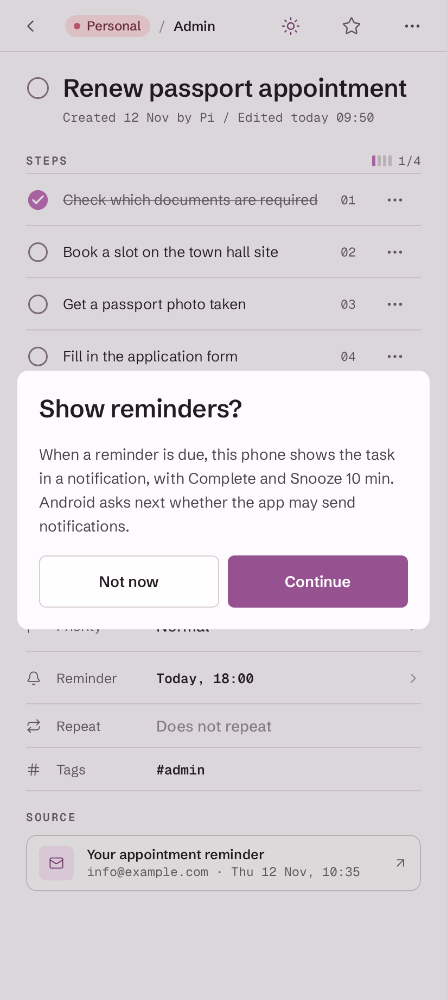 Personal / Admin
Renew passport appointment
Created 12 Nov by Pi / Edited today 09:50
STEPS 1/4
Check which documents are required 01
Book a slot on the town hall site 02
Get a passport photo taken 03
Fill in the application form 04
Show reminders?
When a reminder is due, this phone shows the task
in a notification, with Complete and Snooze 10 min.
Android asks next whether the app may send
notifications.
Not now Continue
Priority Normal
Reminder Today, 18:00
Repeat Does not repeat
Tags #admin
SOURCE
Your appointment reminder
info@example.com · Thu 12 Nov, 10:35